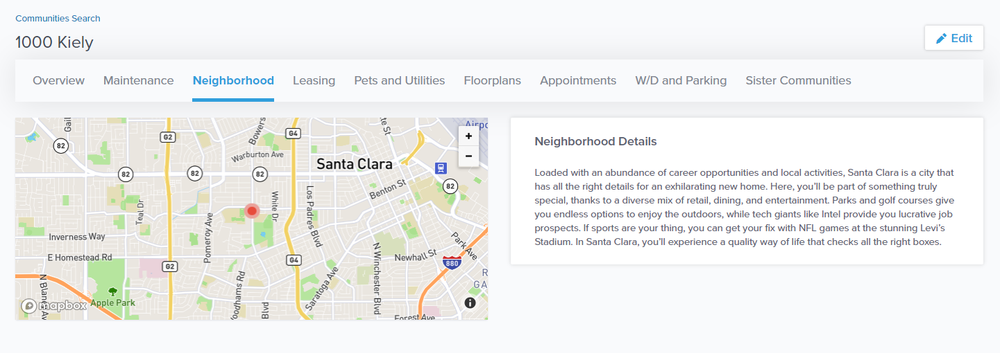 Communities Search
1000 Kiely
Edit
Overview
Maintenance
Neighborhood
Leasing
Pets and Utilities
Floorplans
Appointments
W/D and Parking
Sister Communities
Gail
G2
Bowers
G4
te St
Airpo
+
−
82
Warburton Ave
Santa Clara
82
82
82
82
Benton St
Teal Dr
White Dr
Los Padres Blvd
Pomeroy Ave
Inverness Way
E Homestead Rd
G2
G4
N Winchester Blvd
Newhall St
Park Ave
880
R
GA
N Blaney Av
Apple Park
oodhams Rd
Blvd
Saratoga Ave
Forest Ave
mapbox
Neighborhood Details
Loaded with an abundance of career opportunities and local activities, Santa Clara is a city that
has all the right details for an exhilarating new home. Here, you’ll be part of something truly
special, thanks to a diverse mix of retail, dining, and entertainment. Parks and golf courses give
you endless options to enjoy the outdoors, while tech giants like Intel provide you lucrative job
prospects. If sports are your thing, you can get your fix with NFL games at the stunning Levi’s
Stadium. In Santa Clara, you’ll experience a quality way of life that checks all the right boxes.